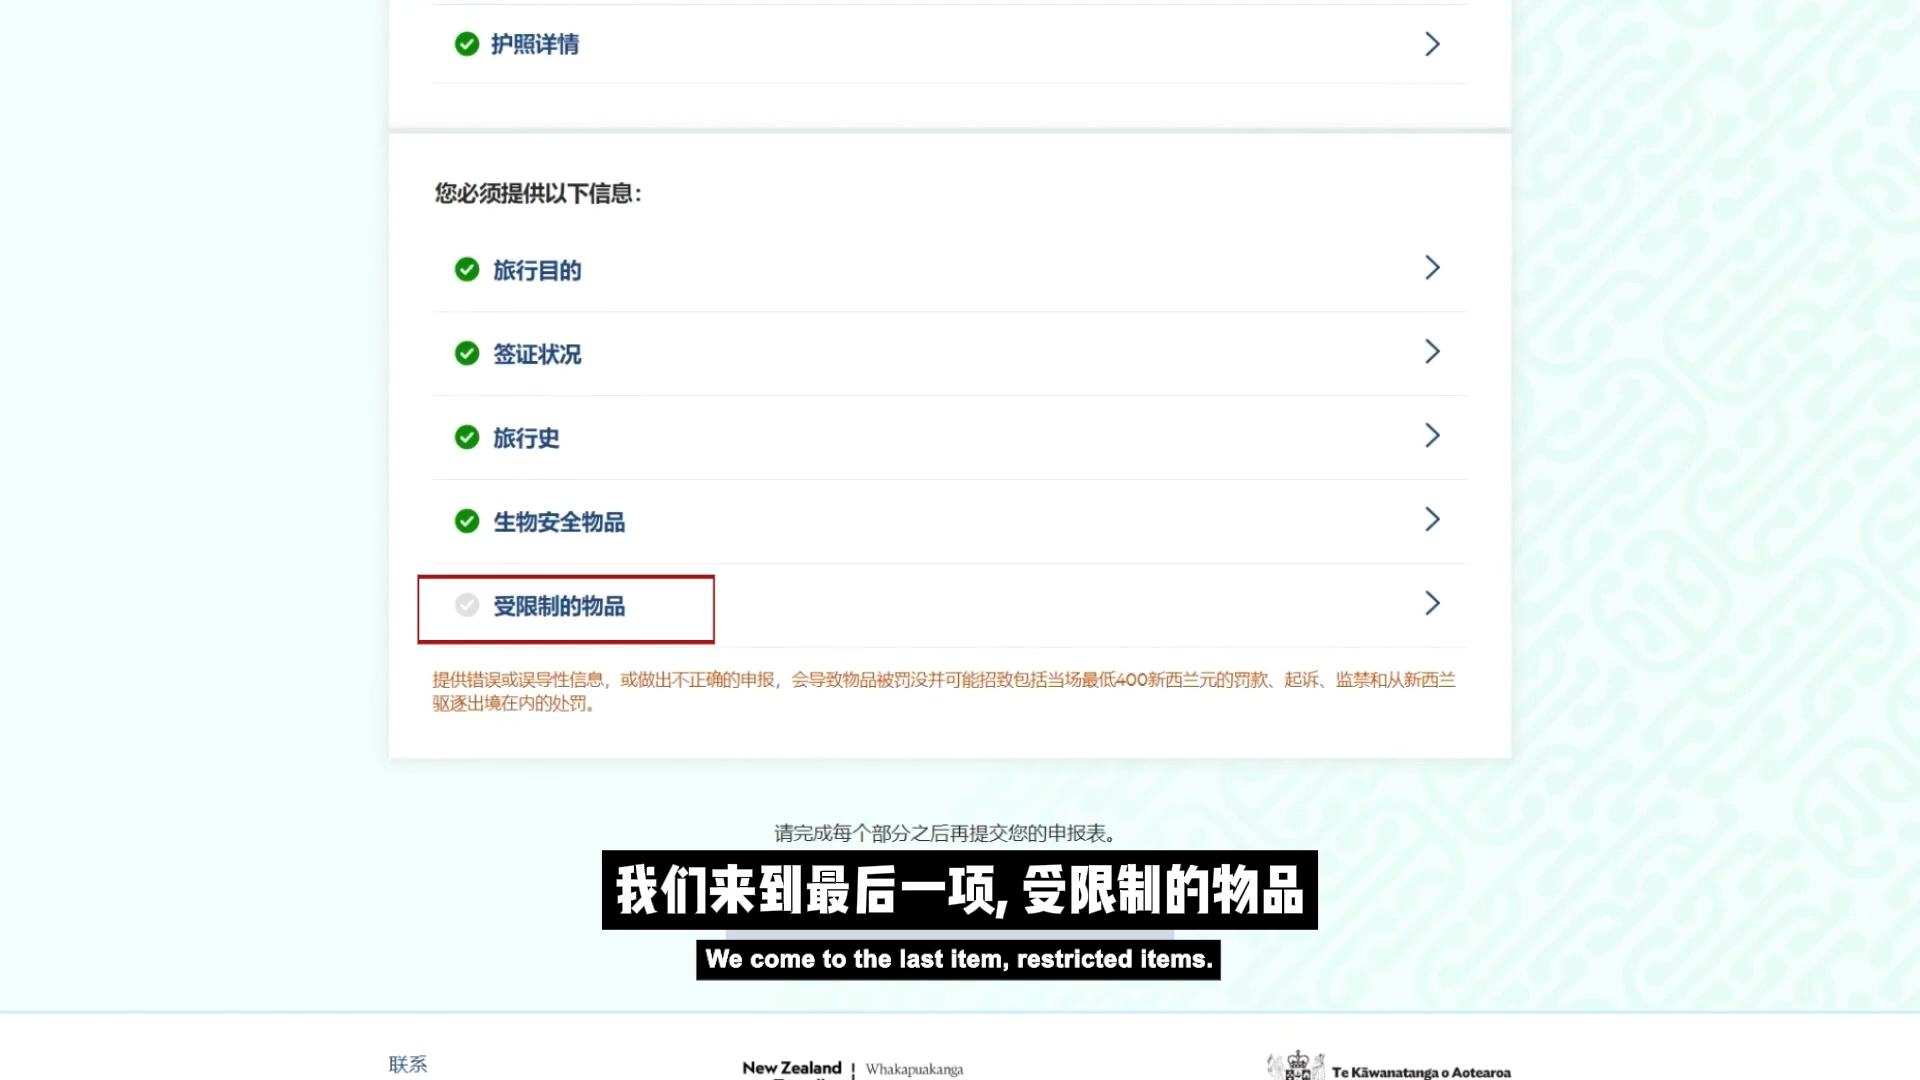 护照详情
您必须提供以下信息：
旅行目的
签证状况
旅行史
生物安全物品
受限制的物品
提供错误或误导性信息，或做出不正确的申报，会导致物品被罚没并可能招致包括当场最低400新西兰元的罚款、起诉、监禁和从新西兰
驱逐出境在内的处罚。
请完成每个部分之后再提交您的申报表。
我们来到最后一项, 受限制的物品
We come to the last item, restricted items.
联系
New Zealand | Whakapuakanga
Te Kāwanatanga o Aotearoa